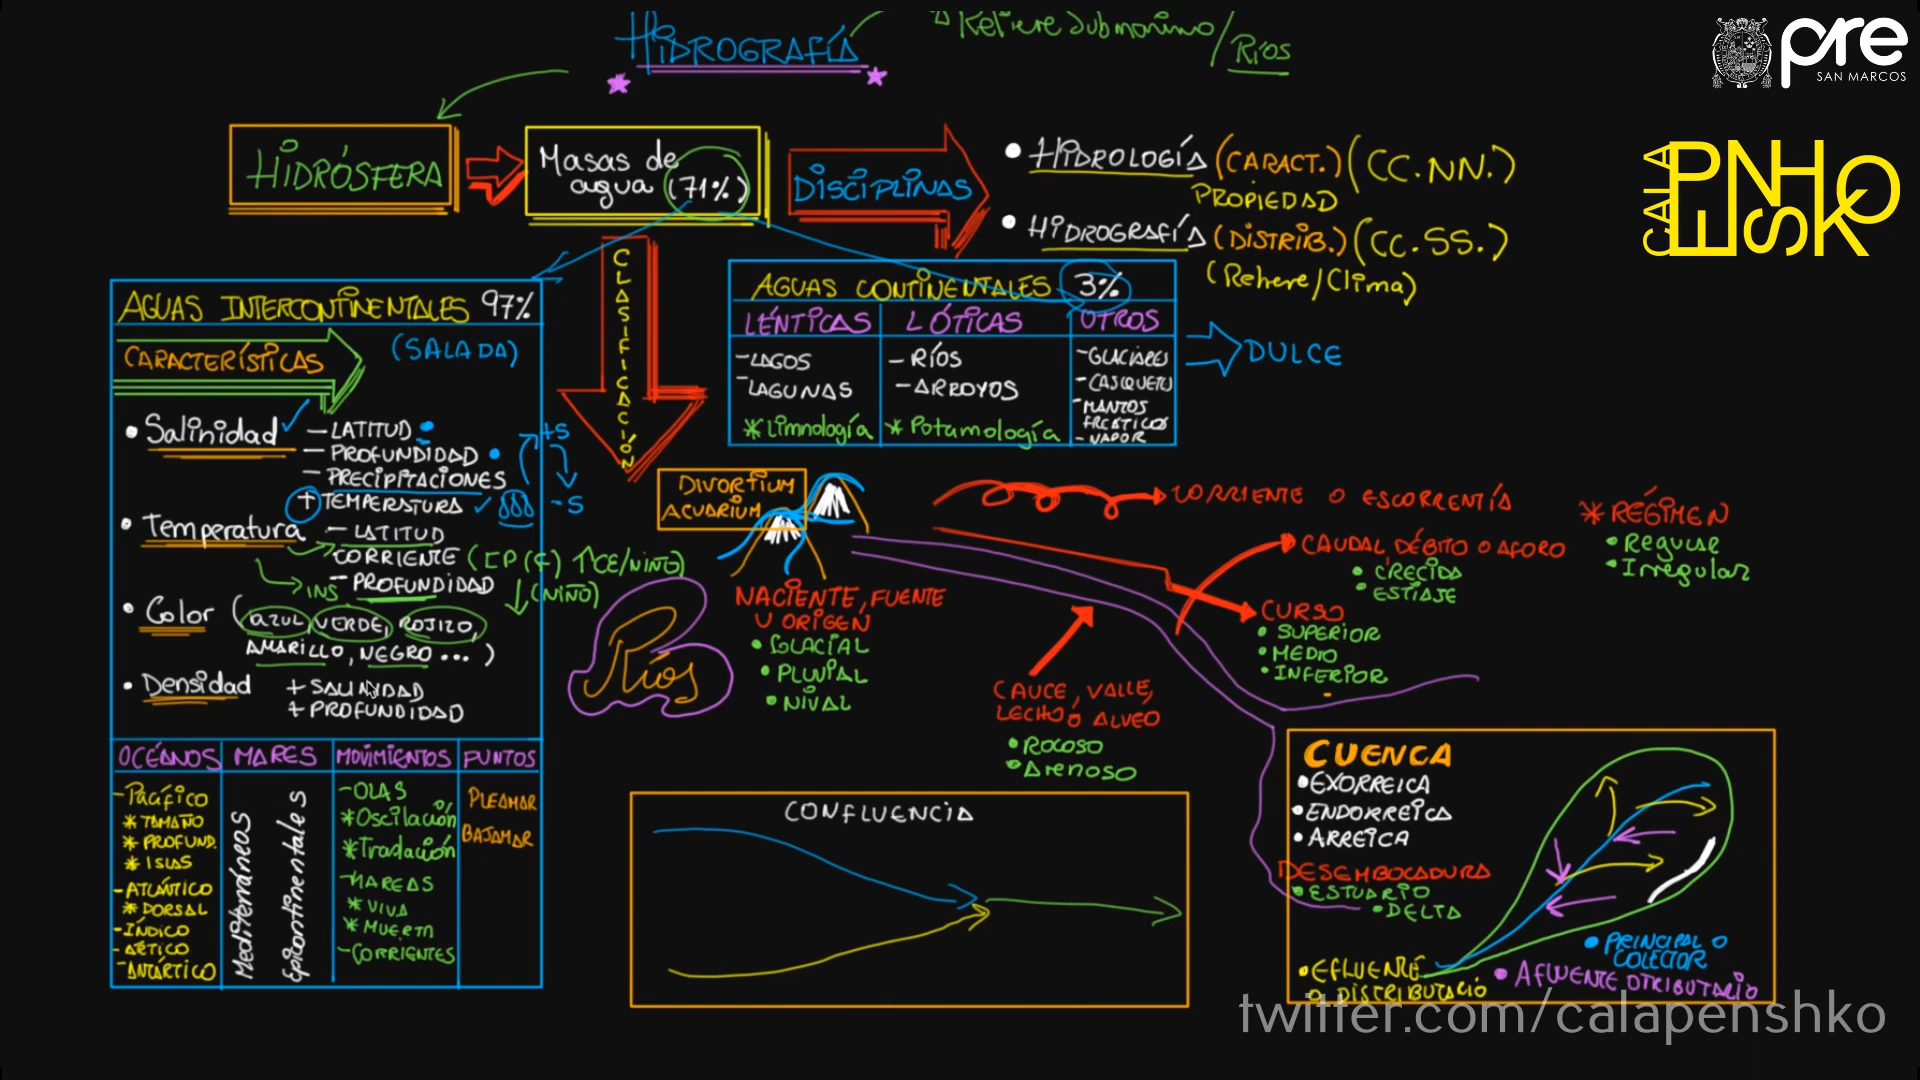 HIDROGRAFÍA
Refiere Submarino/
Ríos
pre
SAN MARCOS
HIDRÓSFERA
Masas de
agua (71%)
DISCIPLINAS
• HIDROLOGÍA (CARACT.) (CC.NN.)
PROPIEDAD
• HIDROGRAFÍA (DISTRIB.) (CC.SS.)
(Refiere/Clima)
CALA
PENSHKO
CLASIFICACIÓN
AGUAS INTERCONTINENTALES 97%
CARACTERÍSTICAS
(SALADA)
• Salinidad
- LATITUD
- PROFUNDIDAD
- PRECIPITACIONES
+ TEMPERATURA
+S
-S
• Temperatura
- LATITUD
CORRIENTE
- PROFUNDIDAD
INS
(NIÑO)
• Color (AZUL, VERDE, ROJIZO,
AMARILLO, NEGRO ... )
• Densidad
+ SALINIDAD
+ PROFUNDIDAD
OCÉANOS
MARES
MOVIMIENTOS
PUNTOS
- Pacífico
* TAMAÑO
* PROFUND.
* ISLAS
- ATLÁNTICO
* DORSAL
- ÍNDICO
- ÁRTICO
- ANTÁRTICO
Mediterráneos
Epicontinentales
- OLAS
* Oscilación
* Traslación
- MAREAS
* VIVA
* MUERTA
- CORRIENTES
PLEAMAR
BAJAMAR
AGUAS CONTINENTALES 3%
LÉNTICAS
LÓTICAS
OTROS
- LAGOS
- LAGUNAS
* Limnología
- RÍOS
- ARROYOS
* Potamología
- GLACIARES
- CASQUETE
- MANTOS
FREÁTICOS
- VAPOR
DULCE
DIVORTIUM
ACUARIUM
CORRIENTE O ESCORRENTÍA
* RÉGIMEN
• Regular
• Irregular
CAUDAL, DÉBITO O AFORO
• CRECIDA
• ESTIAJE
Ríos
NACIENTE, FUENTE
U ORIGEN
• GLACIAL
• PLUVIAL
• NIVAL
CURSO
• SUPERIOR
• MEDIO
• INFERIOR
CAUCE, VALLE,
LECHO O ALVEO
• ROCOSO
• Arenoso
CONFLUENCIA
CUENCA
• EXORREICA
• ENDORREICA
• ARREICA
DESEMBOCADURA
• ESTUARIO
• DELTA
• EFLUENTE
O DISTRIBUTARIO
• PRINCIPAL O
COLECTOR
• AFLUENTE O TRIBUTARIO
twitter.com/calapenshko